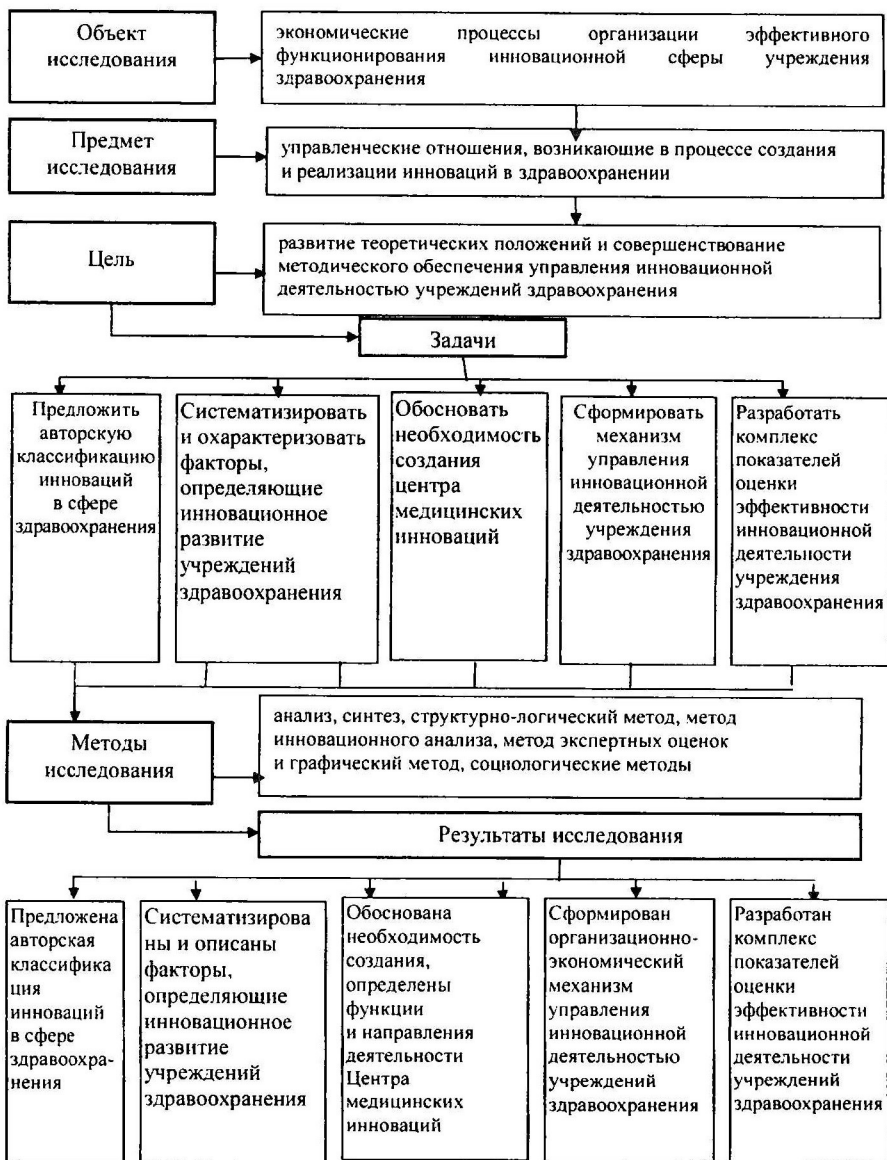 Объект
исследования
экономические процессы организации эффективного
функционирования инновационной сферы учреждения
здравоохранения
Предмет
исследования
управленческие отношения, возникающие в процессе создания
и реализации инноваций в здравоохранении
Цель
развитие теоретических положений и совершенствование
методического обеспечения управления инновационной
деятельностью учреждений здравоохранения
Задачи
Предложить
авторскую
классификацию
инноваций
в сфере
здравоохранения
Систематизировать
и охарактеризовать
факторы,
определяющие
инновационное
развитие
учреждений
здравоохранения
Обосновать
необходимость
создания
центра
медицинских
инноваций
Сформировать
механизм
управления
инновационной
деятельностью
учреждения
здравоохранения
Разработать
комплекс
показателей
оценки
эффективности
инновационной
деятельности
учреждения
здравоохранения
Методы
исследования
анализ, синтез, структурно-логический метод, метод
инновационного анализа, метод экспертных оценок
и графический метод, социологические методы
Результаты исследования
Предложена
авторская
классифика
ция
инноваций
в сфере
здравоохра-
нения
Систематизирова
ны и описаны
факторы,
определяющие
инновационное
развитие
учреждений
здравоохранения
Обоснована
необходимость
создания,
определены
функции
и направления
деятельности
Центра
медицинских
инноваций
Сформирован
организационно-
экономический
механизм
управления
инновационной
деятельностью
учреждений
здравоохранения
Разработан
комплекс
показателей
оценки
эффективности
инновационной
деятельности
учреждений
здравоохранения